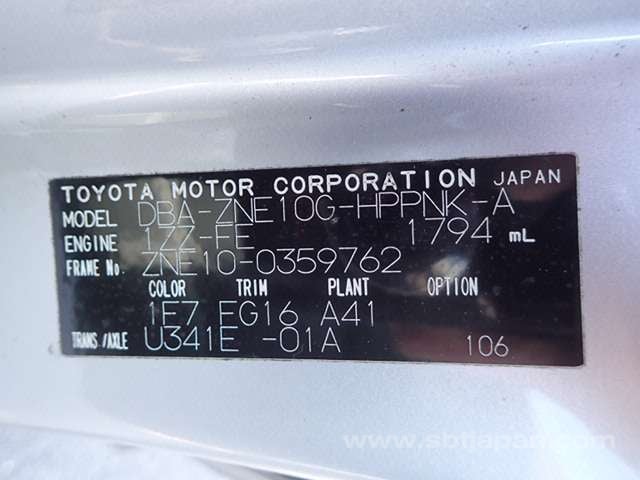 TOYOTA MOTOR CORPORATION JAPAN
MODEL DBA-ZNE10G-HPPNK-A
ENGINE 1ZZ-FE 1794 mL
FRAME No. ZNE10-0359762
COLOR TRIM PLANT OPTION
1F7 EG16 A41
TRANS/AXLE U341E -01A 106
www.sbtjapan.com